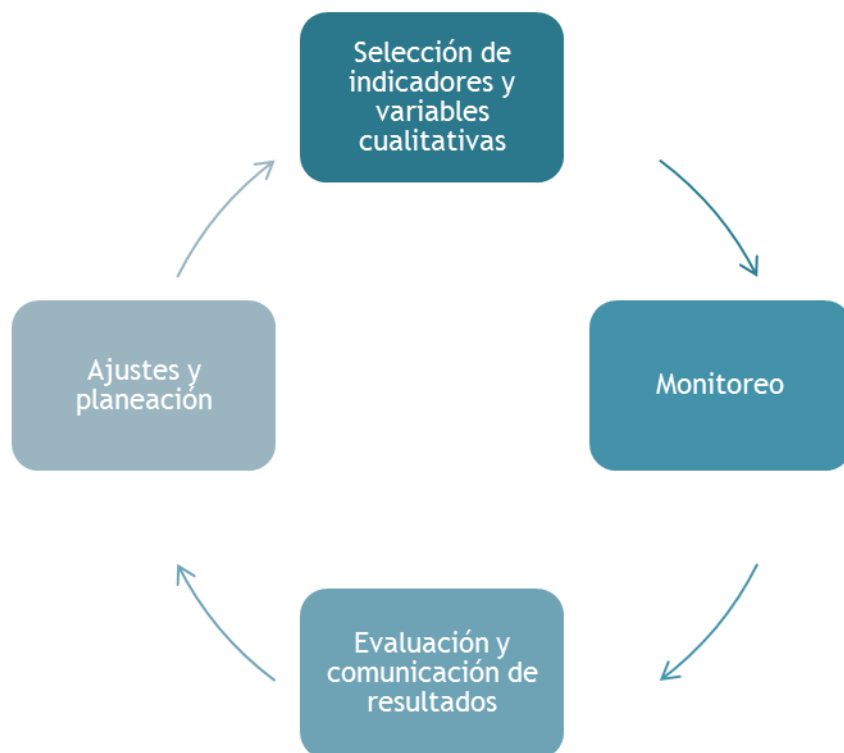 Selección de
indicadores y
variables
cualitativas
Monitoreo
Evaluación y
comunicación de
resultados
Ajustes y
planeación